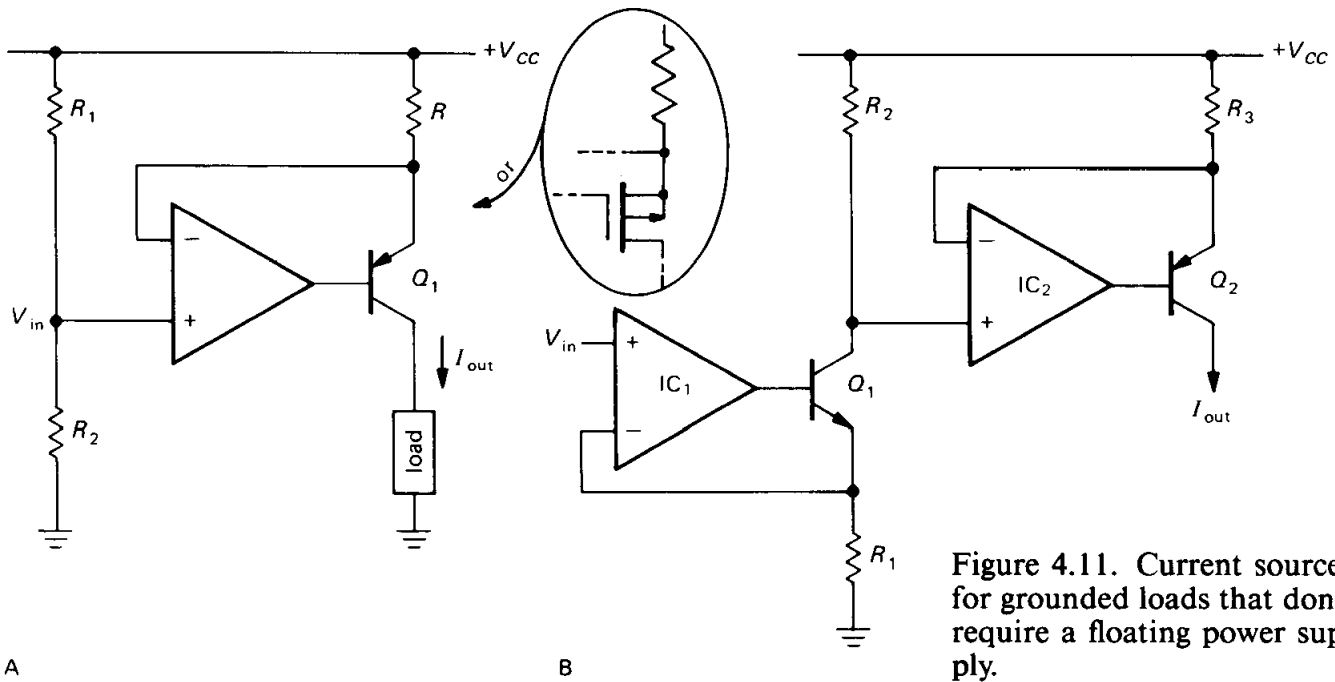 +V_CC
+V_CC
R_1
R
R_2
R_3
or
−
+
Q_1
V_in
I_out
R_2
load
−
+
IC_2
Q_2
I_out
V_in
+
−
IC_1
Q_1
R_1
A
B
Figure 4.11. Current source
for grounded loads that don
require a floating power sup
ply.